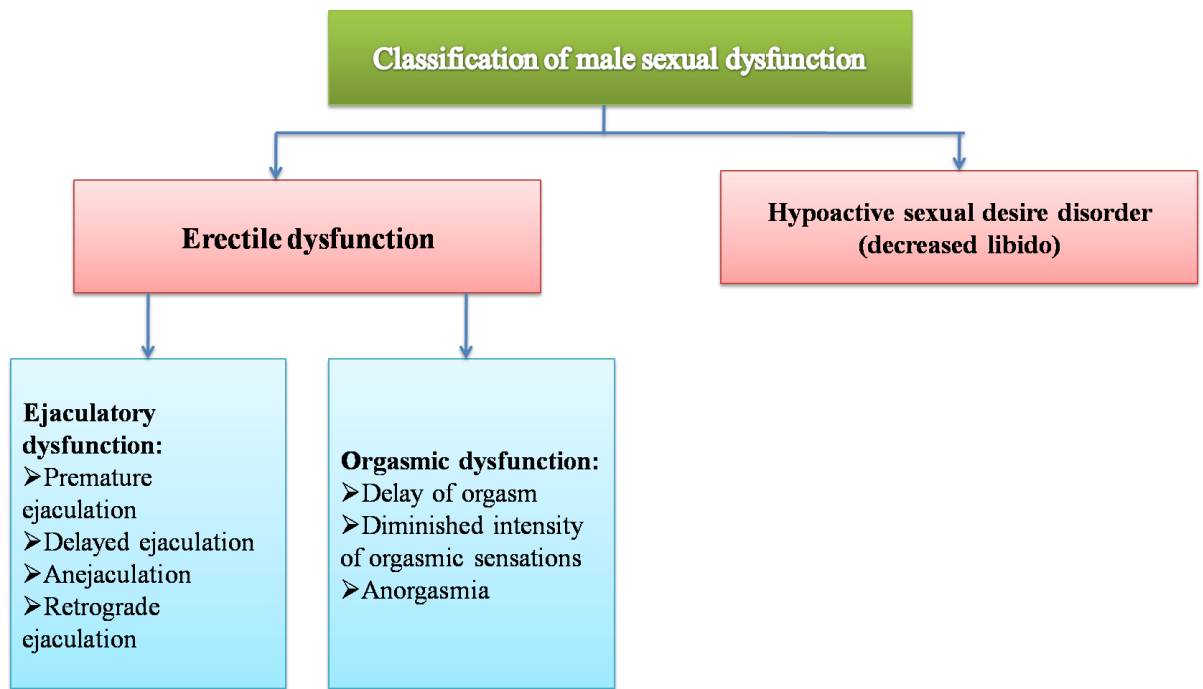 Classification of male sexual dysfunction
Erectile dysfunction
Hypoactive sexual desire disorder
(decreased libido)
Ejaculatory
dysfunction:
➢Premature
ejaculation
➢Delayed ejaculation
➢Anejaculation
➢Retrograde
ejaculation
Orgasmic dysfunction:
➢Delay of orgasm
➢Diminished intensity
of orgasmic sensations
➢Anorgasmia